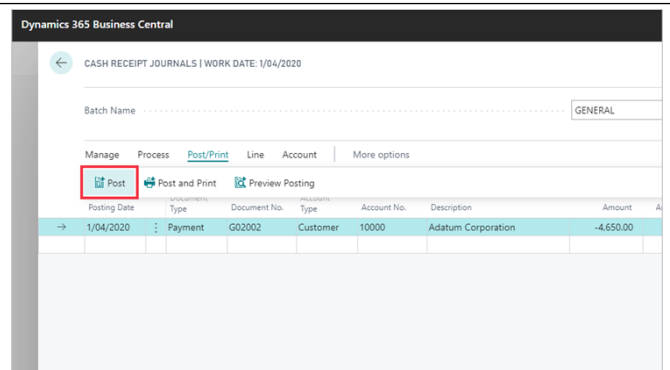 Dynamics 365 Business Central
CASH RECEIPT JOURNALS | WORK DATE: 1/04/2020
Batch Name GENERAL
Manage Process Post/Print Line Account More options
Post Post and Print Preview Posting
Posting Date Document Type Document No. Account Type Account No. Description Amount
1/04/2020 Payment G02002 Customer 10000 Adatum Corporation -4,650.00